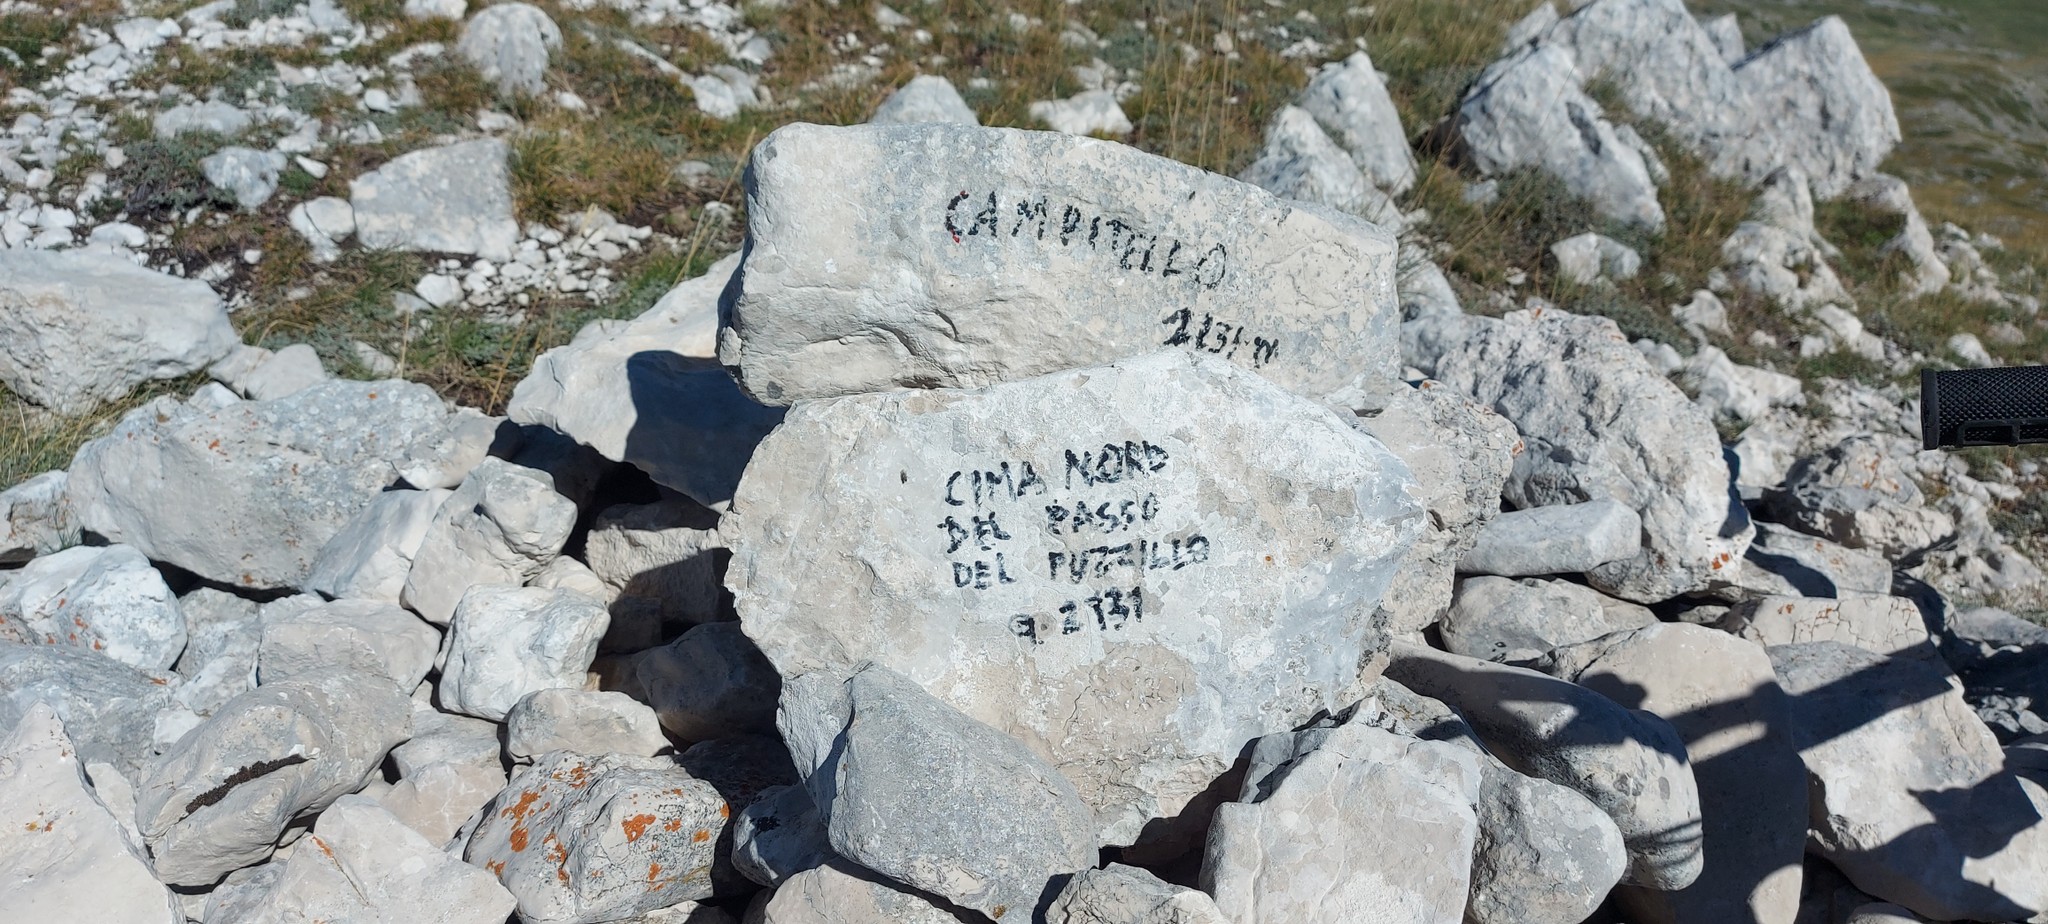 CAMPITELLO
2131 m
CIMA NORD
DEL PASSO
DEL PUZZILLO
q. 2131